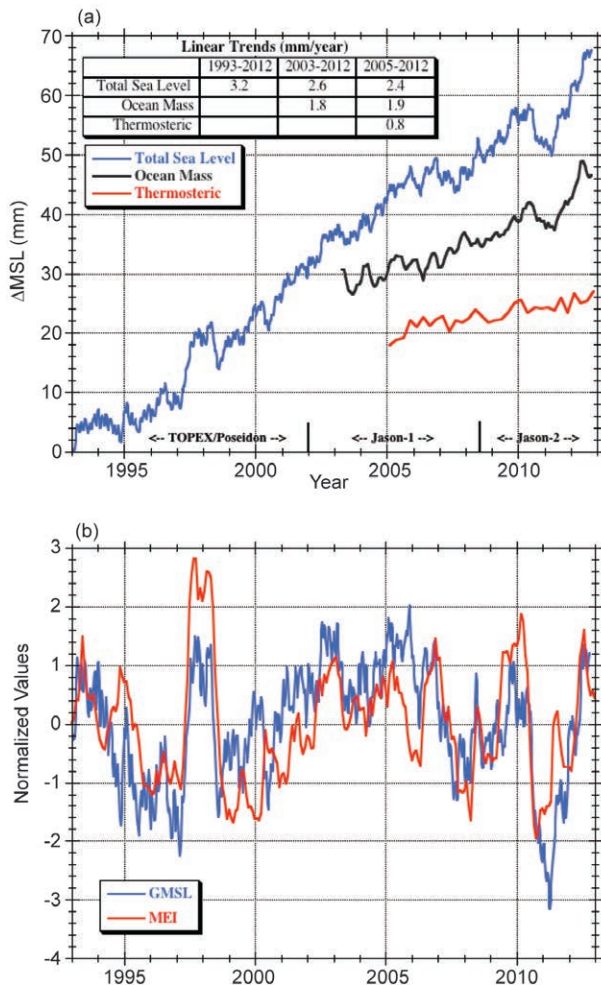 (a)
Linear Trends (mm/year)
1993-2012 2003-2012 2005-2012
Total Sea Level 3.2 2.6 2.4
Ocean Mass 1.8 1.9
Thermosteric 0.8
Total Sea Level
Ocean Mass
Thermosteric
ΔMSL (mm)
70
60
50
40
30
20
10
0
<-- TOPEX/Poseidon --> <-- Jason-1 --> <-- Jason-2 -->
1995 2000 2005 2010
Year
(b)
Normalized Values
3
2
1
0
-1
-2
-3
-4
GMSL
MEI
1995 2000 2005 2010